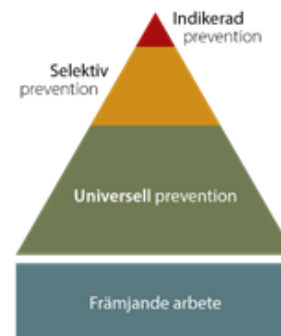 Indikerad
prevention
Selektiv
prevention
Universell prevention
Främjande arbete